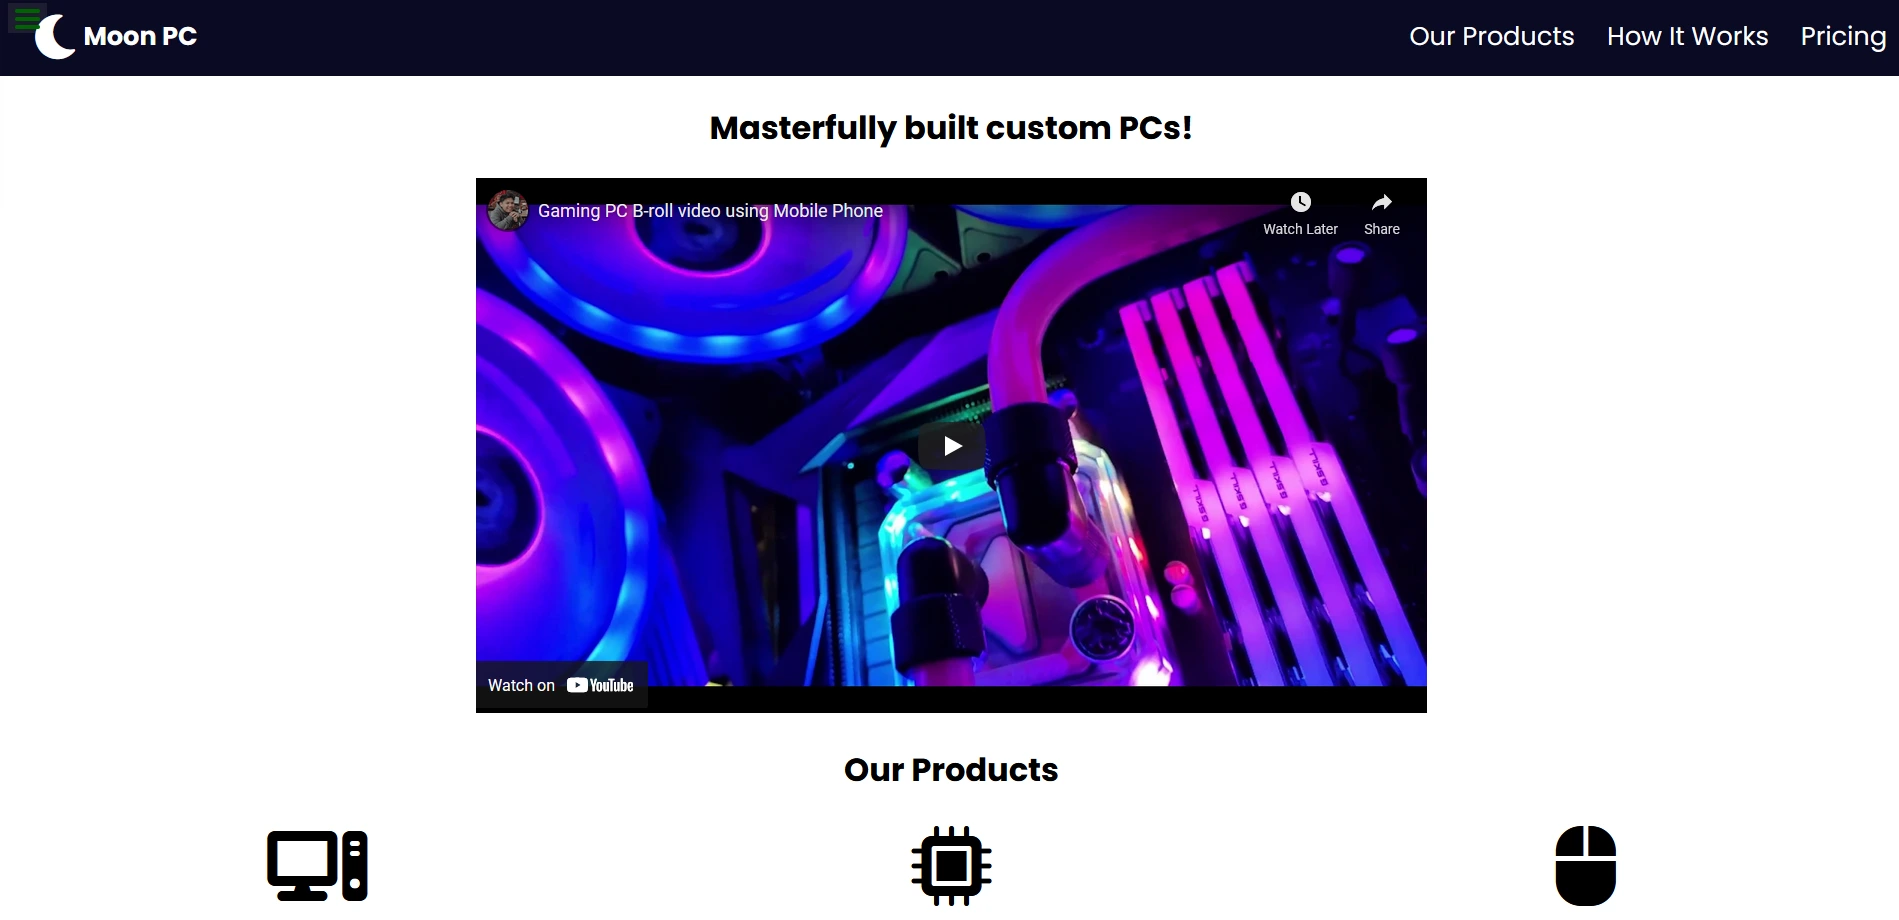 Moon PC
Our Products
How It Works
Pricing
Masterfully built custom PCs!
Gaming PC B-roll video using Mobile Phone
Watch Later
Share
G.SKILL
G.SKILL
G.SKILL
G.SKILL
Watch on YouTube
Our Products